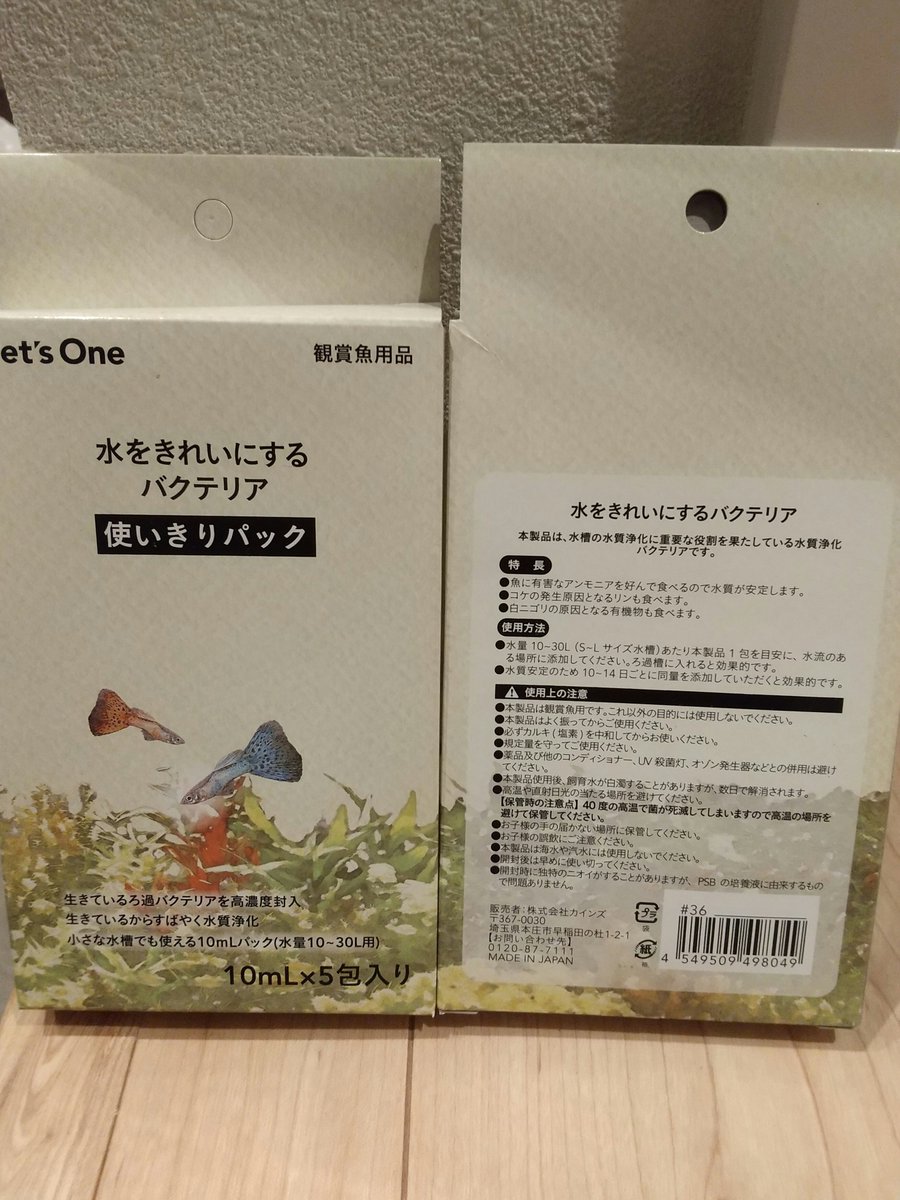 et's One
観賞魚用品
水をきれいにする
バクテリア
使いきりパック
生きているろ過バクテリアを高濃度封入
生きているからすばやく水質浄化
小さな水槽でも使える10mLパック(水量10~30L用)
10mL×5包入り
水をきれいにするバクテリア
本製品は、水槽の水質浄化に重要な役割を果たしている水質浄化
バクテリアです。
特 長
●魚に有害なアンモニアを好んで食べるので水質が安定します。
●コケの発生原因となるリンも食べます。
●白ニゴリの原因となる有機物も食べます。
使用方法
●水量 10~30L (S~L サイズ水槽)あたり本製品 1 包を目安に、水流のあ
る場所に添加してください。ろ過槽に入れると効果的です。
●水質安定のため 10~14 日ごとに同量を添加していただくと効果的です。
使用上の注意
●本製品は観賞魚用です。これ以外の目的には使用しないでください。
●本製品はよく振ってからご使用ください。
●必ずカルキ(塩素)を中和してからお使いください。
●規定量を守ってご使用ください。
●薬品及び他のコンディショナー、UV 殺菌灯、オゾン発生器などとの併用は避け
てください。
●本製品使用後、飼育水が白濁することがありますが、数日で解消されます。
●高温や直射日光の当たる場所を避けてください。
【保管時の注意点】40 度の高温で菌が死滅してしまいますので高温の場所を
避けて保管してください。
●お子様の手の届かない場所に保管してください。
●お子様の誤飲にご注意ください。
●本製品は海水や汽水には使用しないでください。
●開封後は早めに使い切ってください。
●開封時に独特のニオイがすることがありますが、PSB の培養液に由来するもの
で問題ありません。
販売者:株式会社カインズ
〒367-0030
埼玉県本庄市早稲田の杜1-2-1
【お問い合わせ先】
0120-87-7111
MADE IN JAPAN
プラ
袋
紙
箱
#36
4 549509 498049